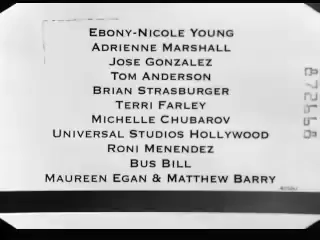 Ebony-Nicole Young
Adrienne Marshall
Jose Gonzalez
Tom Anderson
Brian Strasburger
Terri Farley
Michelle Chubarov
Universal Studios Hollywood
Roni Menendez
Bus Bill
Maureen Egan & Matthew Barry